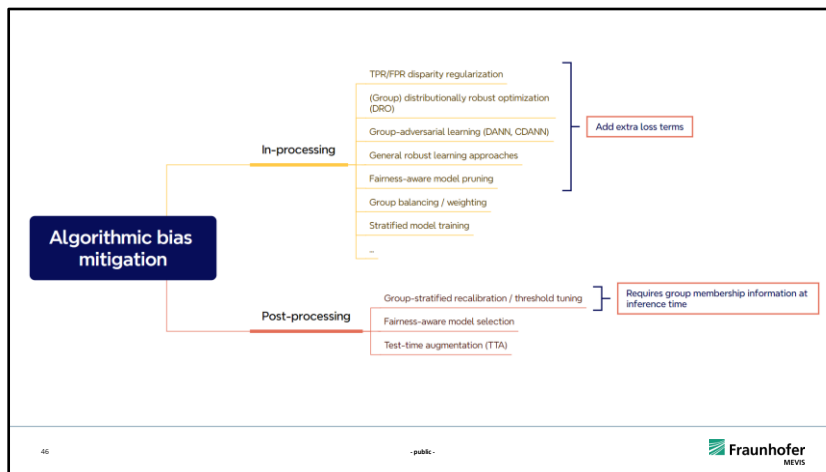 TPR/FPR disparity regularization
(Group) distributionally robust optimization
(DRO)
Group-adversarial learning (DANN, CDANN)
Add extra loss terms
In-processing
General robust learning approaches
Fairness-aware model pruning
Group balancing / weighting
Stratified model training
...
Algorithmic bias
mitigation
Group-stratified recalibration / threshold tuning
Requires group membership information at
inference time
Post-processing
Fairness-aware model selection
Test-time augmentation (TTA)
46
- public -
Fraunhofer
MEVIS